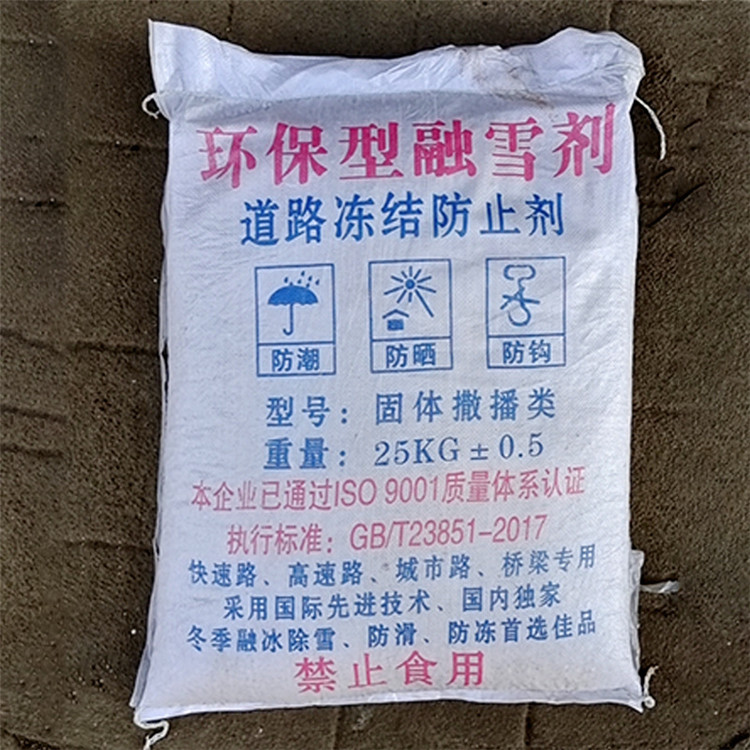 环保型融雪剂
道路冻结防止剂
防潮 防晒 防钩
型号：固体撒播类
重量：25KG±0.5
本企业已通过ISO 9001质量体系认证
执行标准：GB/T23851-2017
快速路、高速路、城市路、桥梁专用
采用国际先进技术、国内独家
冬季融冰除雪、防滑、防冻首选佳品
禁止食用